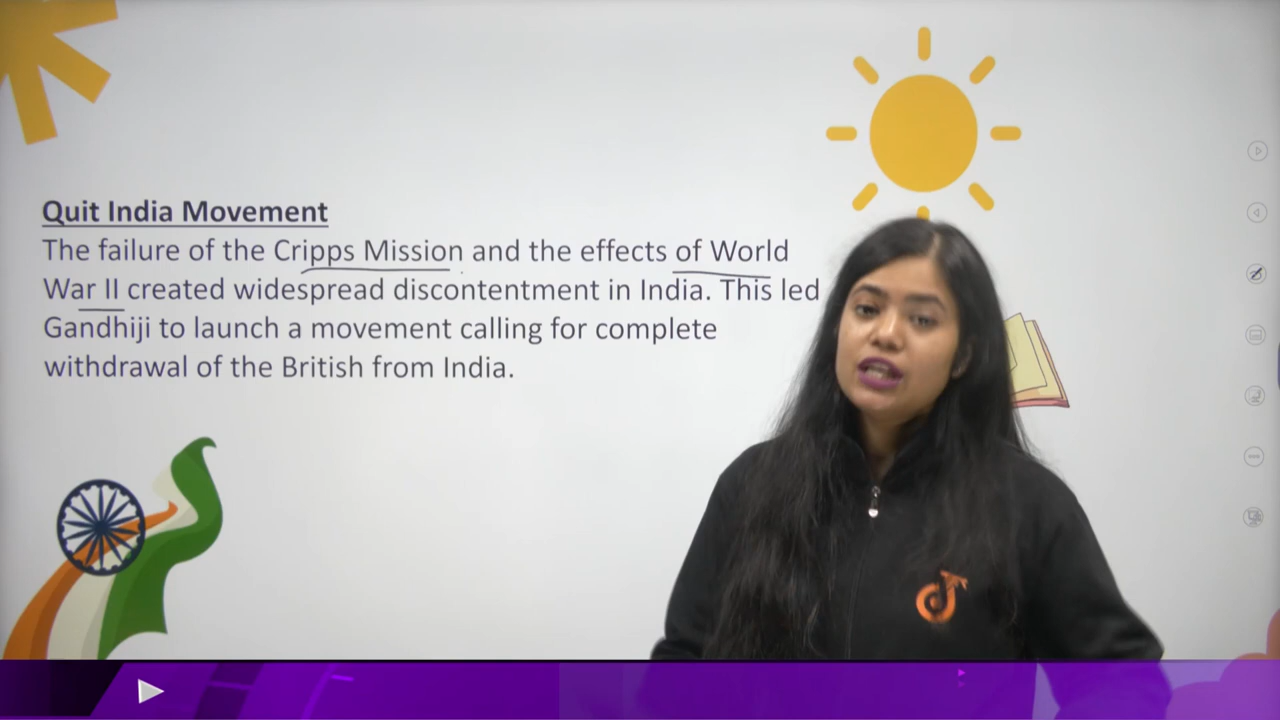 Quit India Movement
The failure of the Cripps Mission and the effects of World
War II created widespread discontentment in India. This led
Gandhiji to launch a movement calling for complete
withdrawal of the British from India.